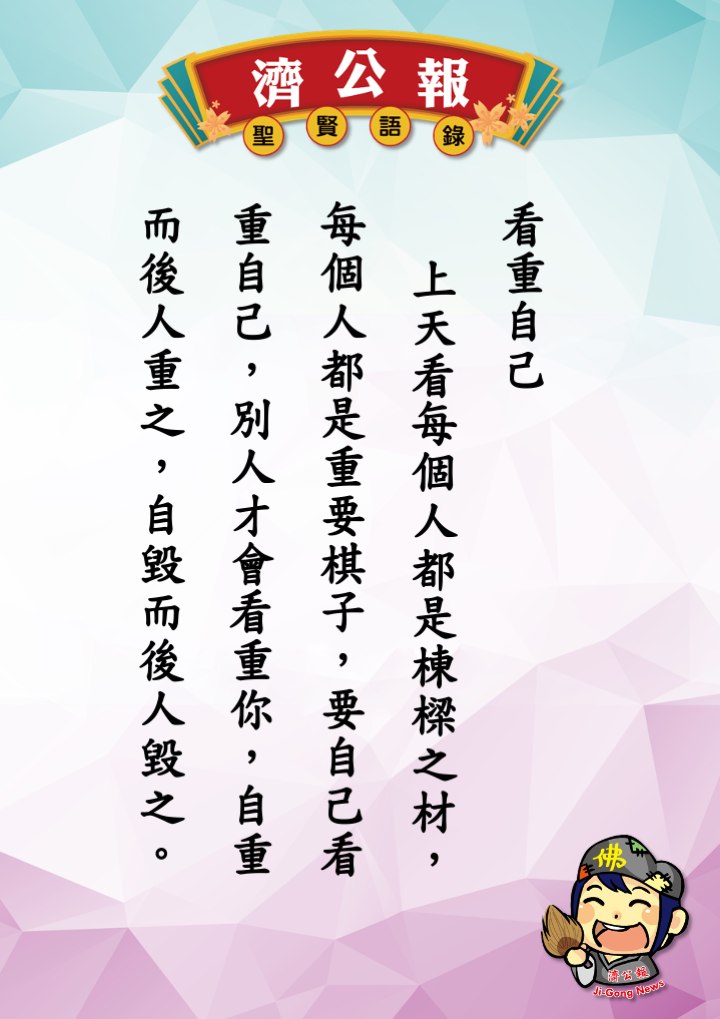 濟公報
聖賢語錄
看重自己
上天看每個人都是棟樑之材，
每個人都是重要棋子，要自己看
重自己，別人才會看重你，自重
而後人重之，自毀而後人毀之。
佛
濟公報
Ji-Gong News